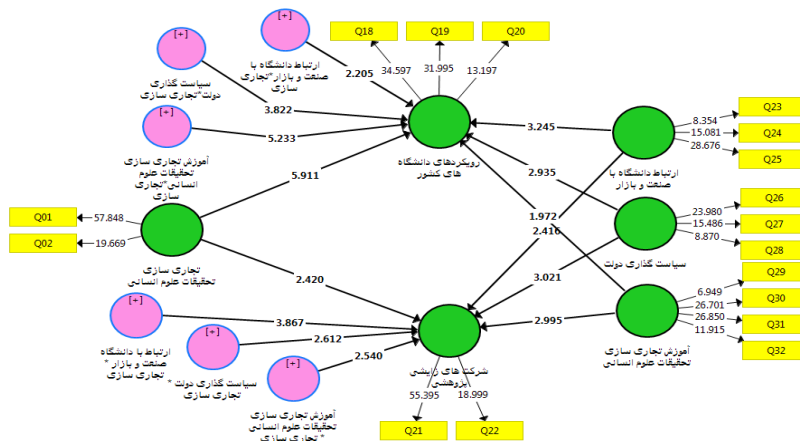 [+]
ارتباط دانشگاه با
صنعت و بازار*تجاری
سازی
[+]
سیاست گذاری
دولت*تجاری سازی
[+]
آموزش تجاری سازی
تحقیقات علوم
انسانی*تجاری
سازی
Q18
Q19
Q20
34.597
31.995
13.197
2.205
3.822
5.233
5.911
رویکردهای دانشگاه
های کشور
3.245
2.935
1.972
2.416
3.021
2.995
2.420
Q01
Q02
57.848
19.669
تجاری سازی
تحقیقات علوم انسانی
ارتباط دانشگاه با
صنعت و بازار
8.354
15.081
28.676
Q23
Q24
Q25
سیاست گذاری دولت
23.980
15.486
8.870
Q26
Q27
Q28
آموزش تجاری سازی
تحقیقات علوم انسانی
6.949
26.701
26.850
11.915
Q29
Q30
Q31
Q32
[+]
ارتباط با دانشگاه
صنعت و بازار *
تجاری سازی
[+]
سیاست گذاری دولت *
تجاری سازی
[+]
آموزش تجاری سازی
تحقیقات علوم انسانی
* تجاری سازی
3.867
2.612
2.540
شرکت های زایشی
پژوهشی
55.395
18.999
Q21
Q22